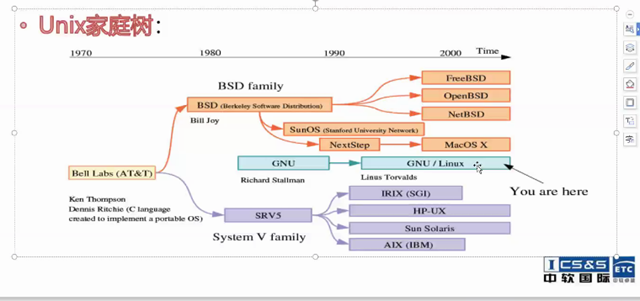 Unix家庭树：
1970 1980 1990 2000 Time
BSD family
FreeBSD
OpenBSD
NetBSD
BSD (Berkeley Software Distribution)
Bill Joy
SunOS (Stanford University Network)
NextStep
MacOS X
Bell Labs (AT&T)
GNU
GNU / Linux
Richard Stallman
Linus Torvalds
You are here
Ken Thompson
Dennis Ritchie (C language
created to implement a portable OS)
IRIX (SGI)
SRV5
HP-UX
Sun Solaris
System V family
AIX (IBM)
ICS&S ETC
中软国际